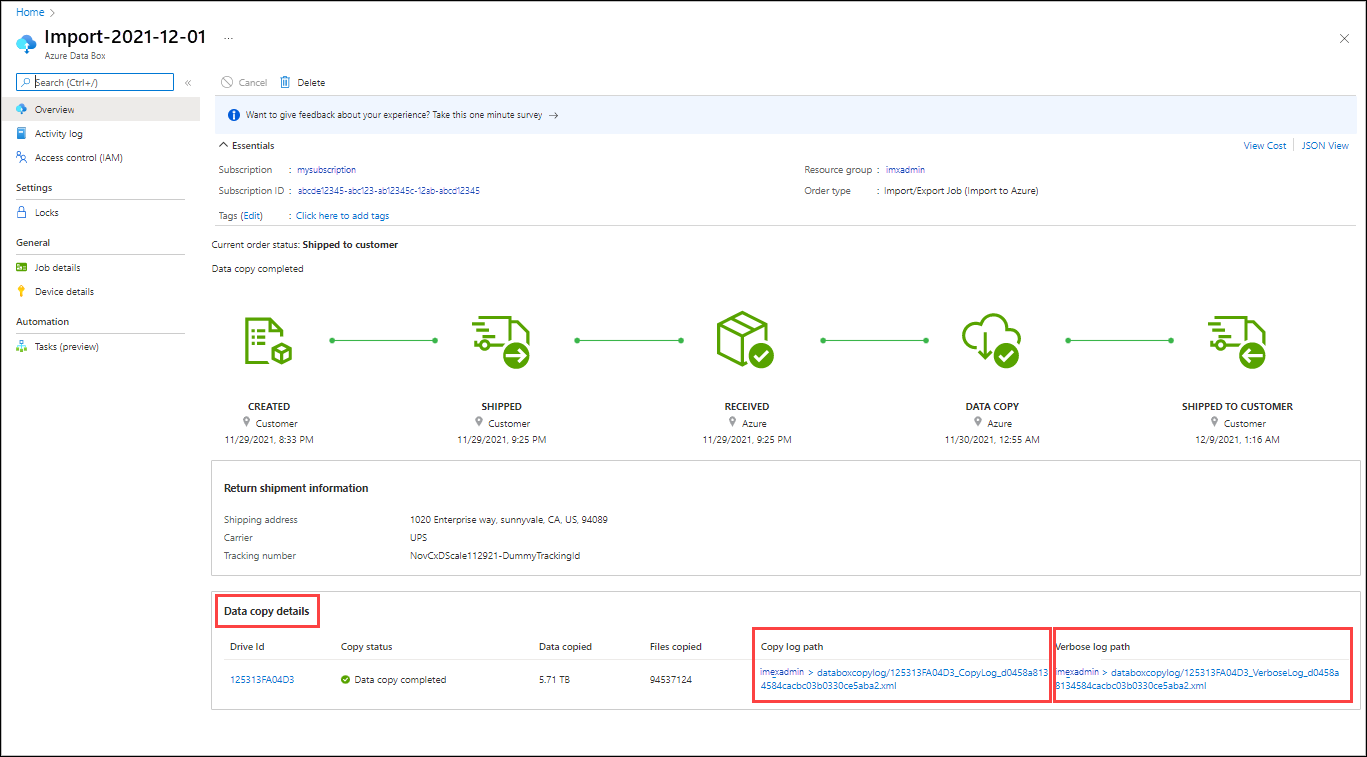 Home >
Import-2021-12-01 ...
Azure Data Box
Search (Ctrl+/) «
Cancel Delete
Overview
Activity log
Access control (IAM)
Settings
Locks
General
Job details
Device details
Automation
Tasks (preview)
Want to give feedback about your experience? Take this one minute survey →
Essentials
View Cost JSON View
Subscription : mysubscription
Resource group : imxadmin
Subscription ID : abcde12345-abc123-ab12345c-12ab-abcd12345
Order type : Import/Export Job (Import to Azure)
Tags (Edit) : Click here to add tags
Current order status: Shipped to customer
Data copy completed
CREATED SHIPPED RECEIVED DATA COPY SHIPPED TO CUSTOMER
Customer Customer Azure Azure Customer
11/29/2021, 8:33 PM 11/29/2021, 9:25 PM 11/29/2021, 9:25 PM 11/30/2021, 12:55 AM 12/9/2021, 1:16 AM
Return shipment information
Shipping address 1020 Enterprise way, sunnyvale, CA, US, 94089
Carrier UPS
Tracking number NovCxDScale112921-DummyTrackingId
Data copy details
Drive Id Copy status Data copied Files copied Copy log path Verbose log path
125313FA04D3 Data copy completed 5.71 TB 94537124
imexadmin > databoxcopylog/125313FA04D3_CopyLog_d0458a813
4584cacbc03b0330ce5aba2.xml
imexadmin > databoxcopylog/125313FA04D3_VerboseLog_d0458a
8134584cacbc03b0330ce5aba2.xml